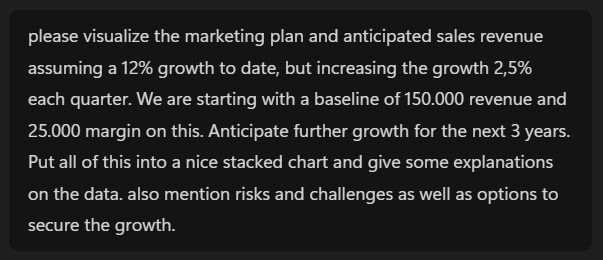 please visualize the marketing plan and anticipated sales revenue
assuming a 12% growth to date, but increasing the growth 2,5%
each quarter. We are starting with a baseline of 150.000 revenue and
25.000 margin on this. Anticipate further growth for the next 3 years.
Put all of this into a nice stacked chart and give some explanations
on the data. also mention risks and challenges as well as options to
secure the growth.